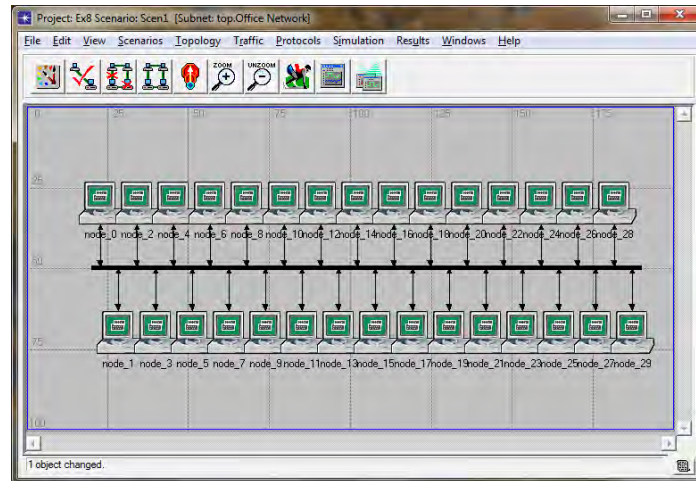 Project: Ex8 Scenario: Scen1 [Subnet: top.Office Network]
File Edit View Scenarios Topology Traffic Protocols Simulation Results Windows Help
ZOOM UNZOOM
0 25 50 75 100 125 150 175
25
node_0 node_2 node_4 node_6 node_8 node_10 node_12 node_14 node_16 node_18 node_20 node_22 node_24 node_26 node_28
50
75
node_1 node_3 node_5 node_7 node_9 node_11 node_13 node_15 node_17 node_19 node_21 node_23 node_25 node_27 node_29
100
1 object changed.